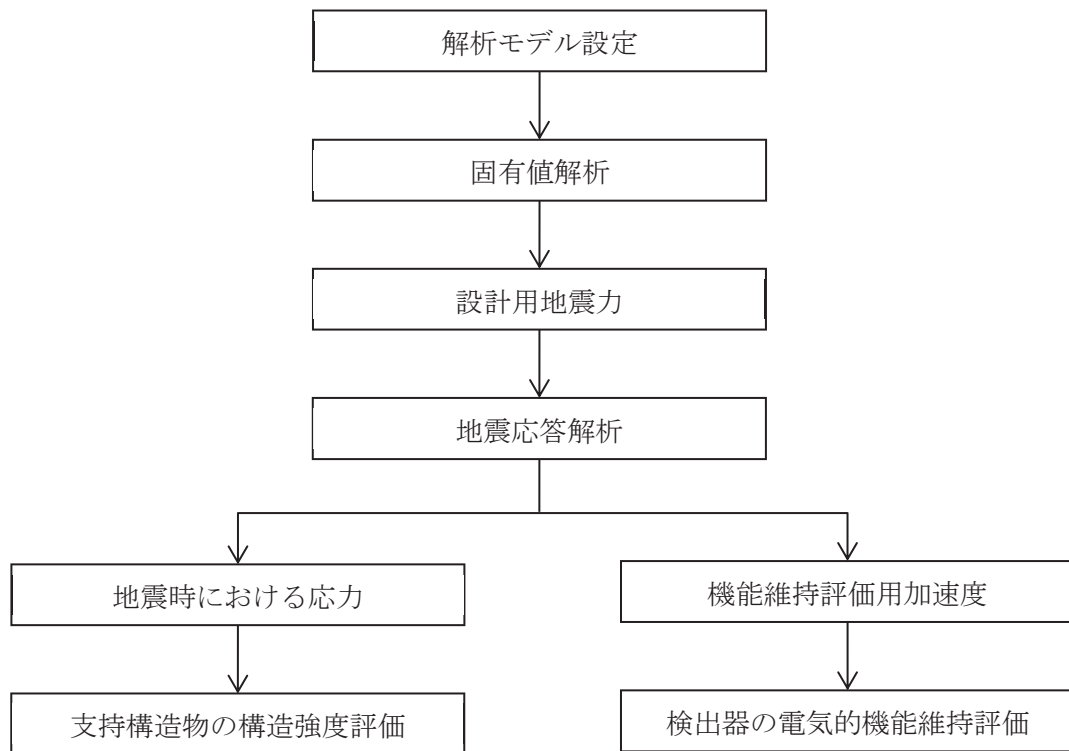 解析モデル設定
固有値解析
設計用地震力
地震応答解析
地震時における応力
機能維持評価用加速度
支持構造物の構造強度評価
検出器の電気的機能維持評価